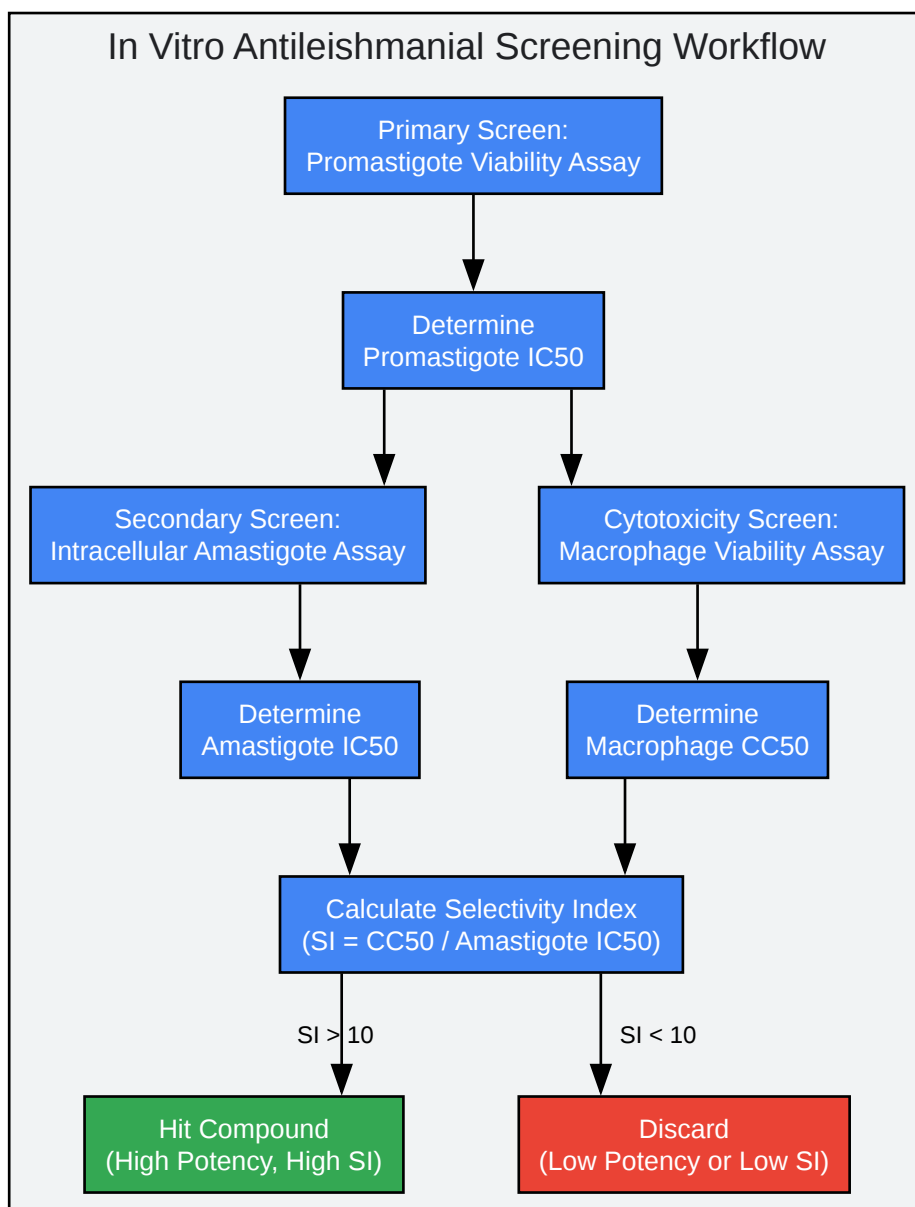 In Vitro Antileishmanial Screening Workflow
Primary Screen:
Promastigote Viability Assay
Determine
Promastigote IC50
Secondary Screen:
Intracellular Amastigote Assay
Cytotoxicity Screen:
Macrophage Viability Assay
Determine
Amastigote IC50
Determine
Macrophage CC50
Calculate Selectivity Index
(SI = CC50 / Amastigote IC50)
SI > 10
SI < 10
Hit Compound
(High Potency, High SI)
Discard
(Low Potency or Low SI)